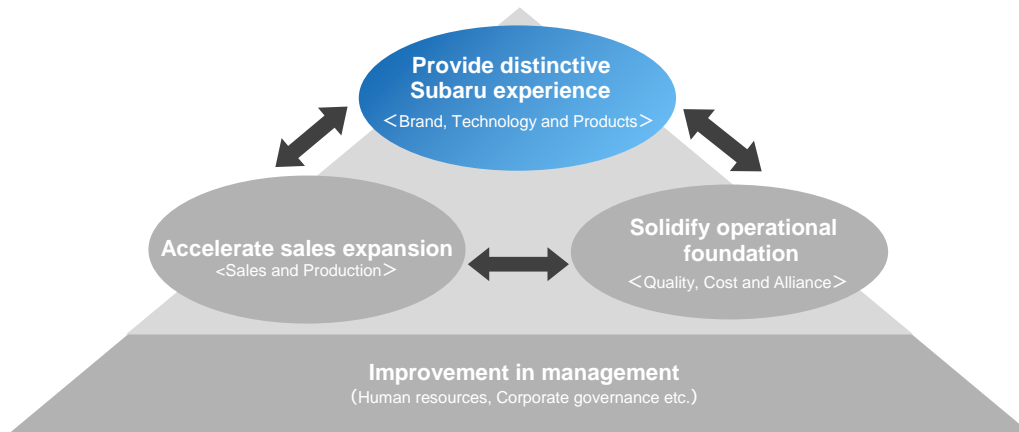 Provide distinctive
Subaru experience
＜Brand, Technology and Products＞
Accelerate sales expansion
<Sales and Production＞
Solidify operational
foundation
＜Quality, Cost and Alliance＞
Improvement in management
（Human resources, Corporate governance etc.）